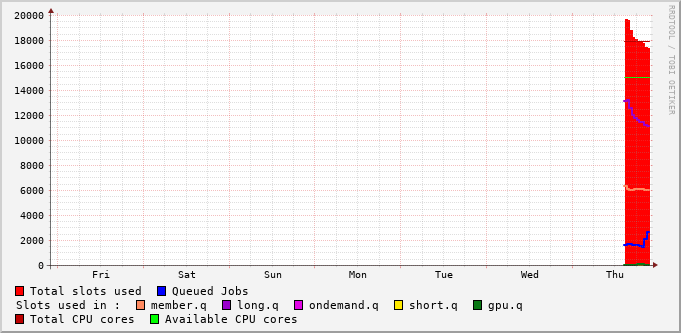 20000
18000
16000
14000
12000
10000
8000
6000
4000
2000
0
Fri Sat Sun Mon Tue Wed Thu
RRDTOOL / TOBI OETIKER
Total slots used Queued Jobs
Slots used in : member.q long.q ondemand.q short.q gpu.q
Total CPU cores Available CPU cores